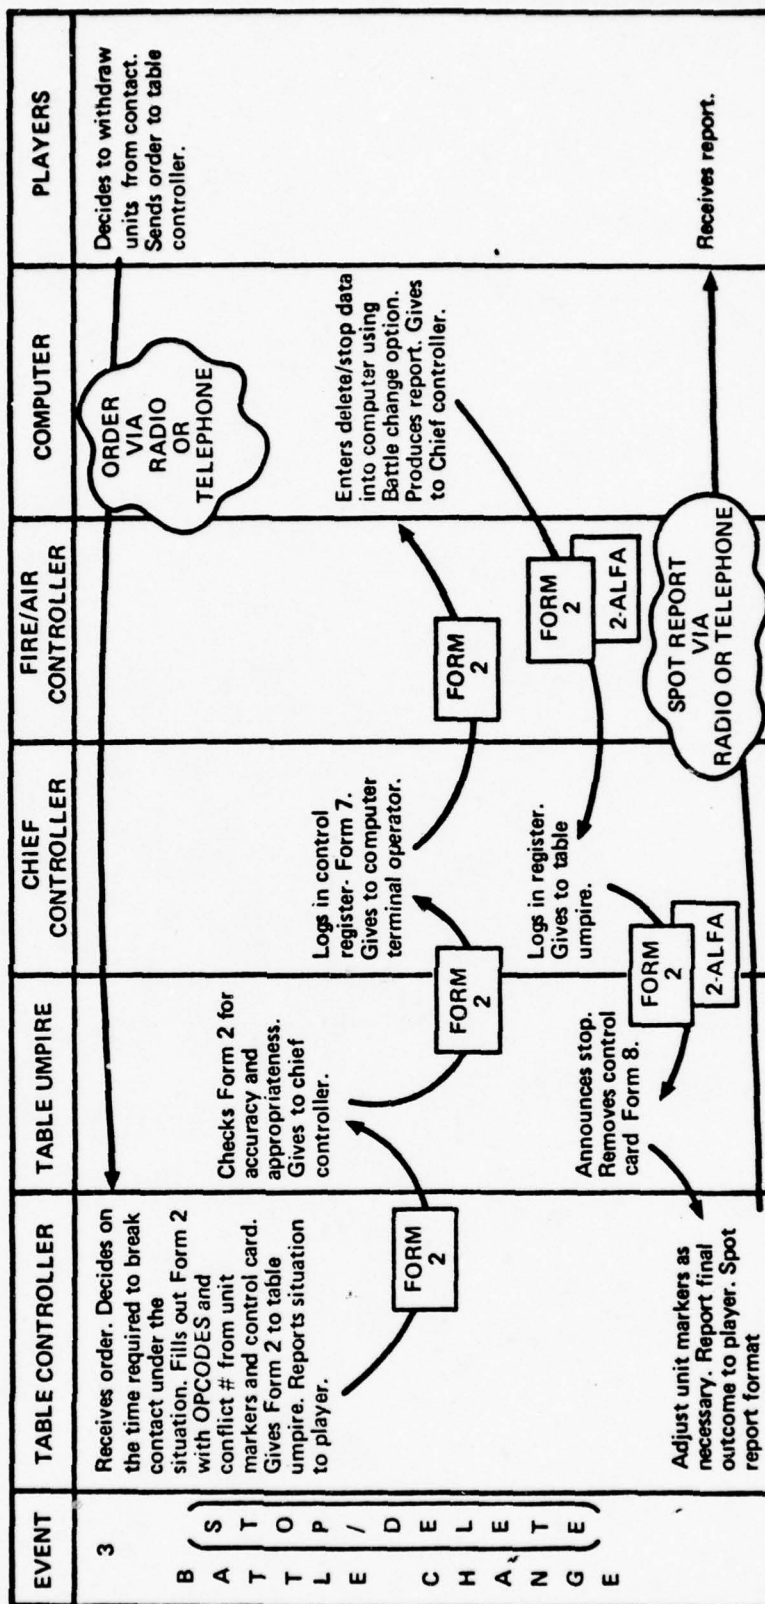 EVENT
TABLE CONTROLLER
TABLE UMPIRE
CHIEF
CONTROLLER
FIRE/AIR
CONTROLLER
COMPUTER
PLAYERS
3
BATTLE CHANGE
(STOP/DELETE)
Decides to withdraw
units from contact.
Sends order to table
controller.
ORDER
VIA
RADIO
OR
TELEPHONE
Receives order. Decides on
the time required to break
contact under the
situation. Fills out Form 2
with OPCODES and
conflict # from unit
markers and control card.
Gives Form 2 to table
umpire. Reports situation
to player.
FORM
2
Checks Form 2 for
accuracy and
appropriateness.
Gives to chief
controller.
FORM
2
Logs in control
register- Form 7.
Gives to computer
terminal operator.
FORM
2
Enters delete/stop data
into computer using
Battle change option.
Produces report. Gives
to Chief controller.
FORM
2
2-ALFA
Logs in register.
Gives to table
umpire.
FORM
2
2-ALFA
Announces stop.
Removes control
card Form 8.
Adjust unit markers as
necessary. Report final
outcome to player. Spot
report format
SPOT REPORT
VIA
RADIO OR TELEPHONE
Receives report.